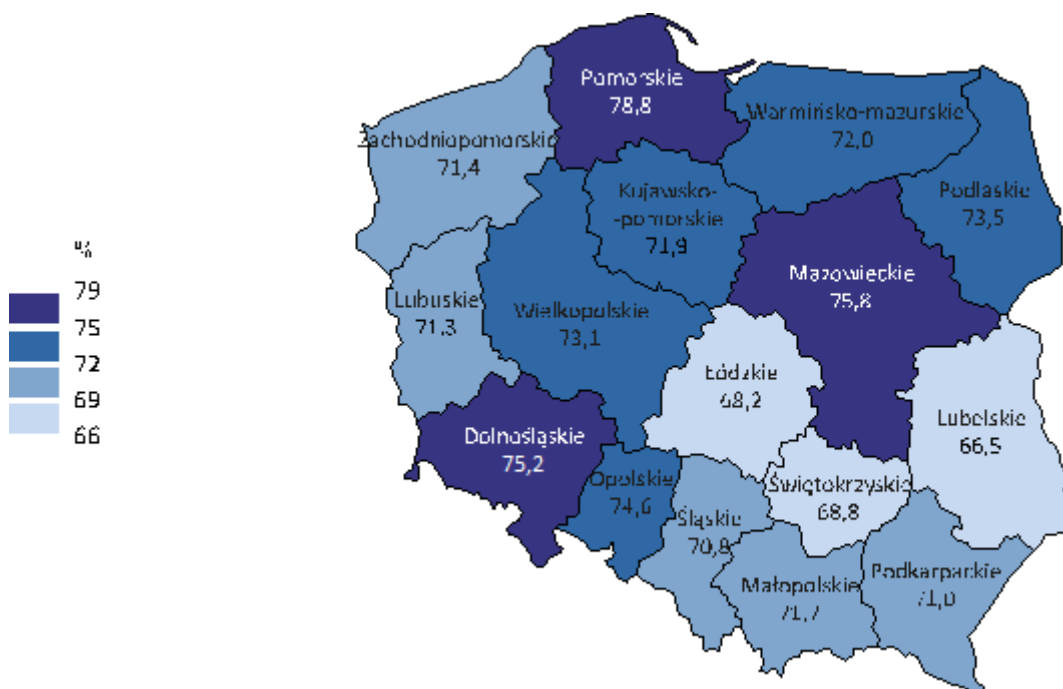 %
79
75
72
69
66
Pomorskie
78,8
Warmińsko-mazurskie
72,0
Zachodniopomorskie
71,4
Kujawsko-
-pomorskie
71,9
Podlaskie
73,5
Mazowieckie
75,8
Lubuskie
71,3
Wielkopolskie
73,1
Łódzkie
68,2
Lubelskie
66,5
Dolnośląskie
75,2
Opolskie
74,6
Świętokrzyskie
68,8
Śląskie
70,8
Małopolskie
71,7
Podkarpackie
71,0